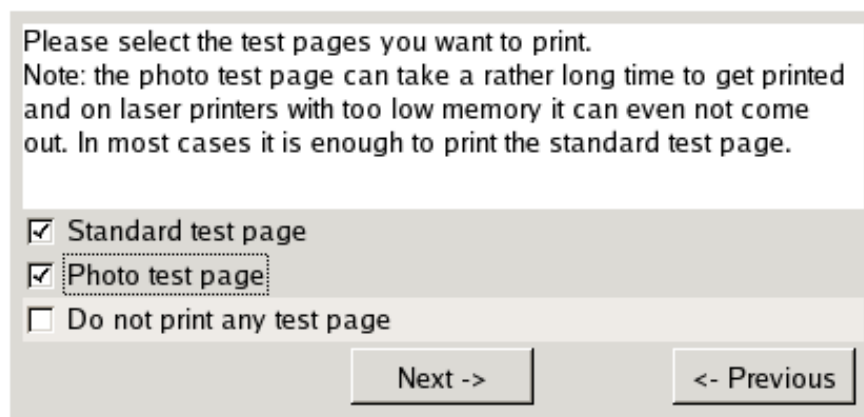 Please select the test pages you want to print.
Note: the photo test page can take a rather long time to get printed
and on laser printers with too low memory it can even not come
out. In most cases it is enough to print the standard test page.
Standard test page
Photo test page
Do not print any test page
Next -> <- Previous